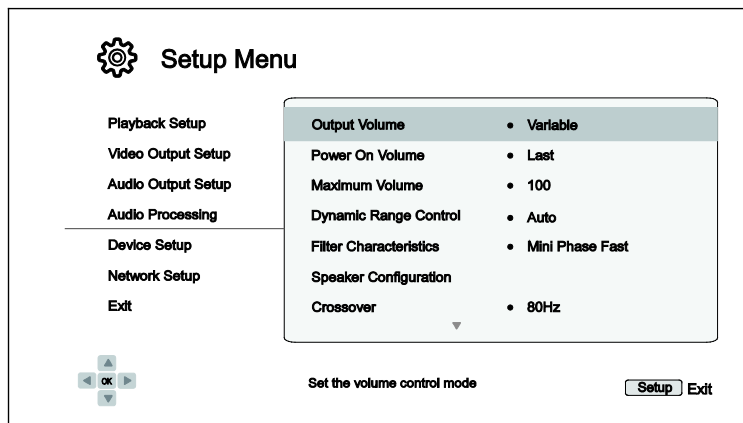 Setup Menu
Playback Setup
Video Output Setup
Audio Output Setup
Audio Processing
Device Setup
Network Setup
Exit
Output Volume • Variable
Power On Volume • Last
Maximum Volume • 100
Dynamic Range Control • Auto
Filter Characteristics • Mini Phase Fast
Speaker Configuration
Crossover • 80Hz
OK
Set the volume control mode
Setup Exit